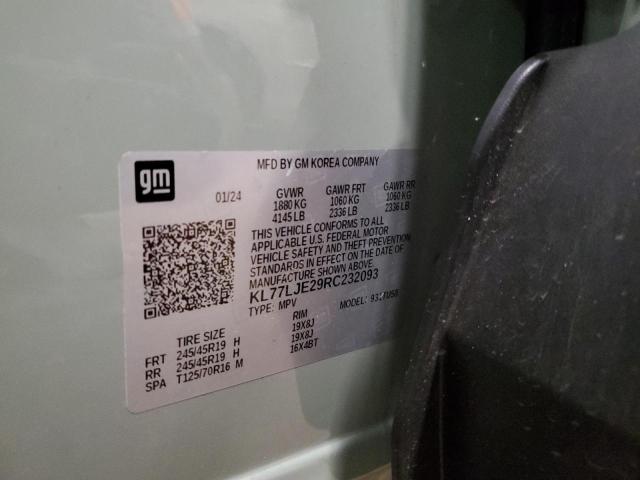 gm
MFD BY GM KOREA COMPANY
01/24
GVWR GAWR FRT GAWR RR
1880 KG 1060 KG 1060 KG
4145 LB 2336 LB 2336 LB
THIS VEHICLE CONFORMS TO ALL
APPLICABLE U.S. FEDERAL MOTOR
VEHICLE SAFETY AND THEFT PREVENTION
STANDARDS IN EFFECT ON THE DATE OF
MANUFACTURE SHOWN ABOVE.
KL77LJE29RC232093
TYPE: MPV MODEL:
TIRE SIZE RIM
FRT 245/45R19 H 19X8J
RR 245/45R19 H 19X8J
SPA T125/70R16 M 16X4BT